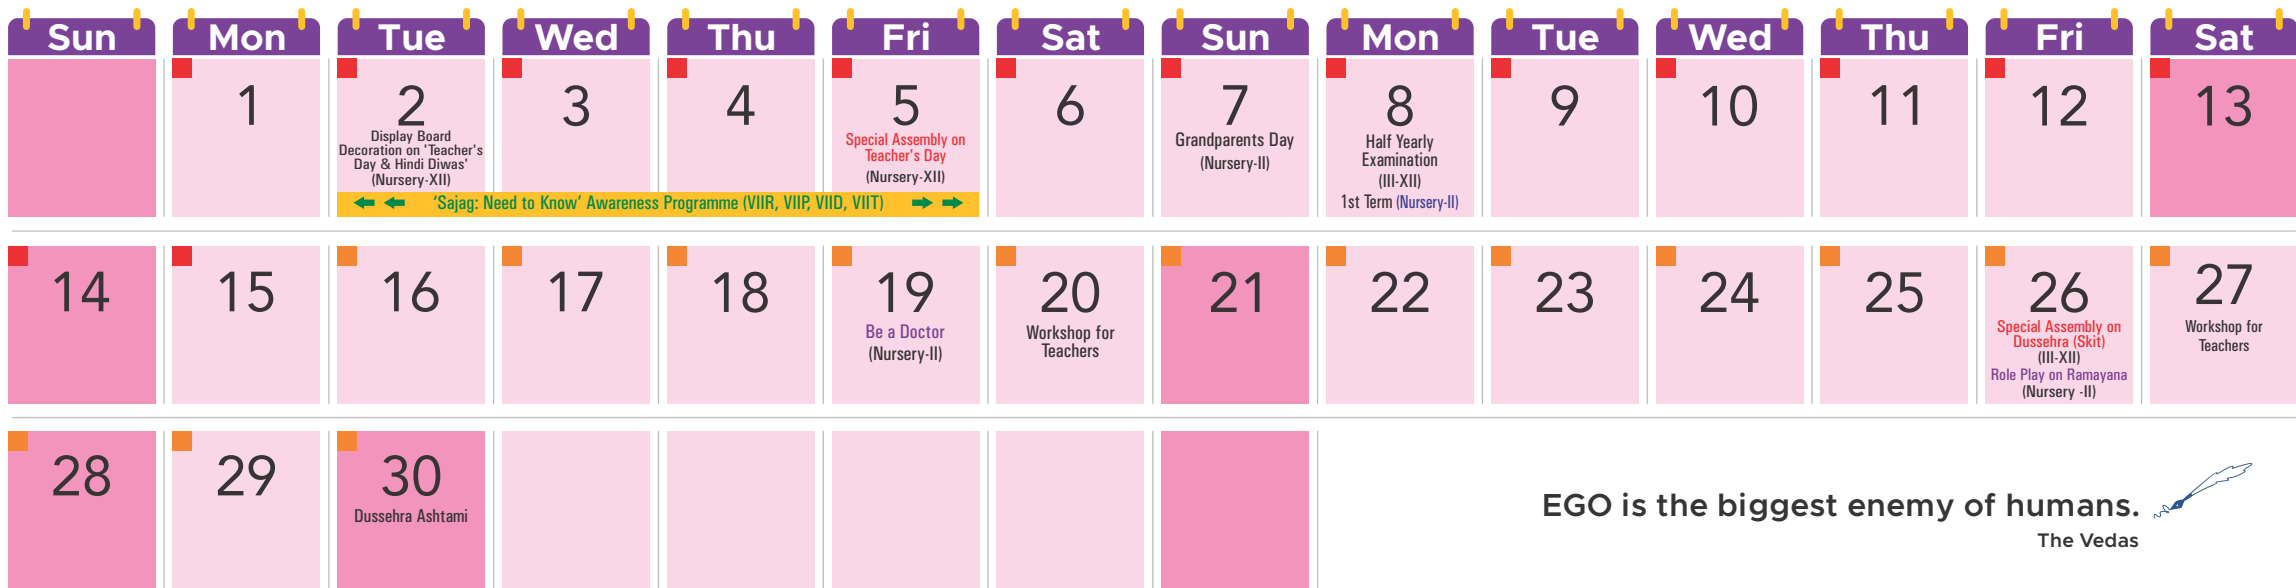 Sun Mon Tue Wed Thu Fri Sat Sun Mon Tue Wed Thu Fri Sat
1
2
Display Board
Decoration on 'Teacher's
Day & Hindi Diwas'
(Nursery-XII)
3
4
5
Special Assembly on
Teacher's Day
(Nursery-XII)
'Sajag: Need to Know' Awareness Programme (VIIR, VIIP, VIID, VIIT)
6
7
Grandparents Day
(Nursery-II)
8
Half Yearly
Examination
(III-XII)
1st Term (Nursery-II)
9
10
11
12
13
14
15
16
17
18
19
Be a Doctor
(Nursery-II)
20
Workshop for
Teachers
21
22
23
24
25
26
Special Assembly on
Dussehra (Skit)
(III-XII)
Role Play on Ramayana
(Nursery -II)
27
Workshop for
Teachers
28
29
30
Dussehra Ashtami
EGO is the biggest enemy of humans.
The Vedas